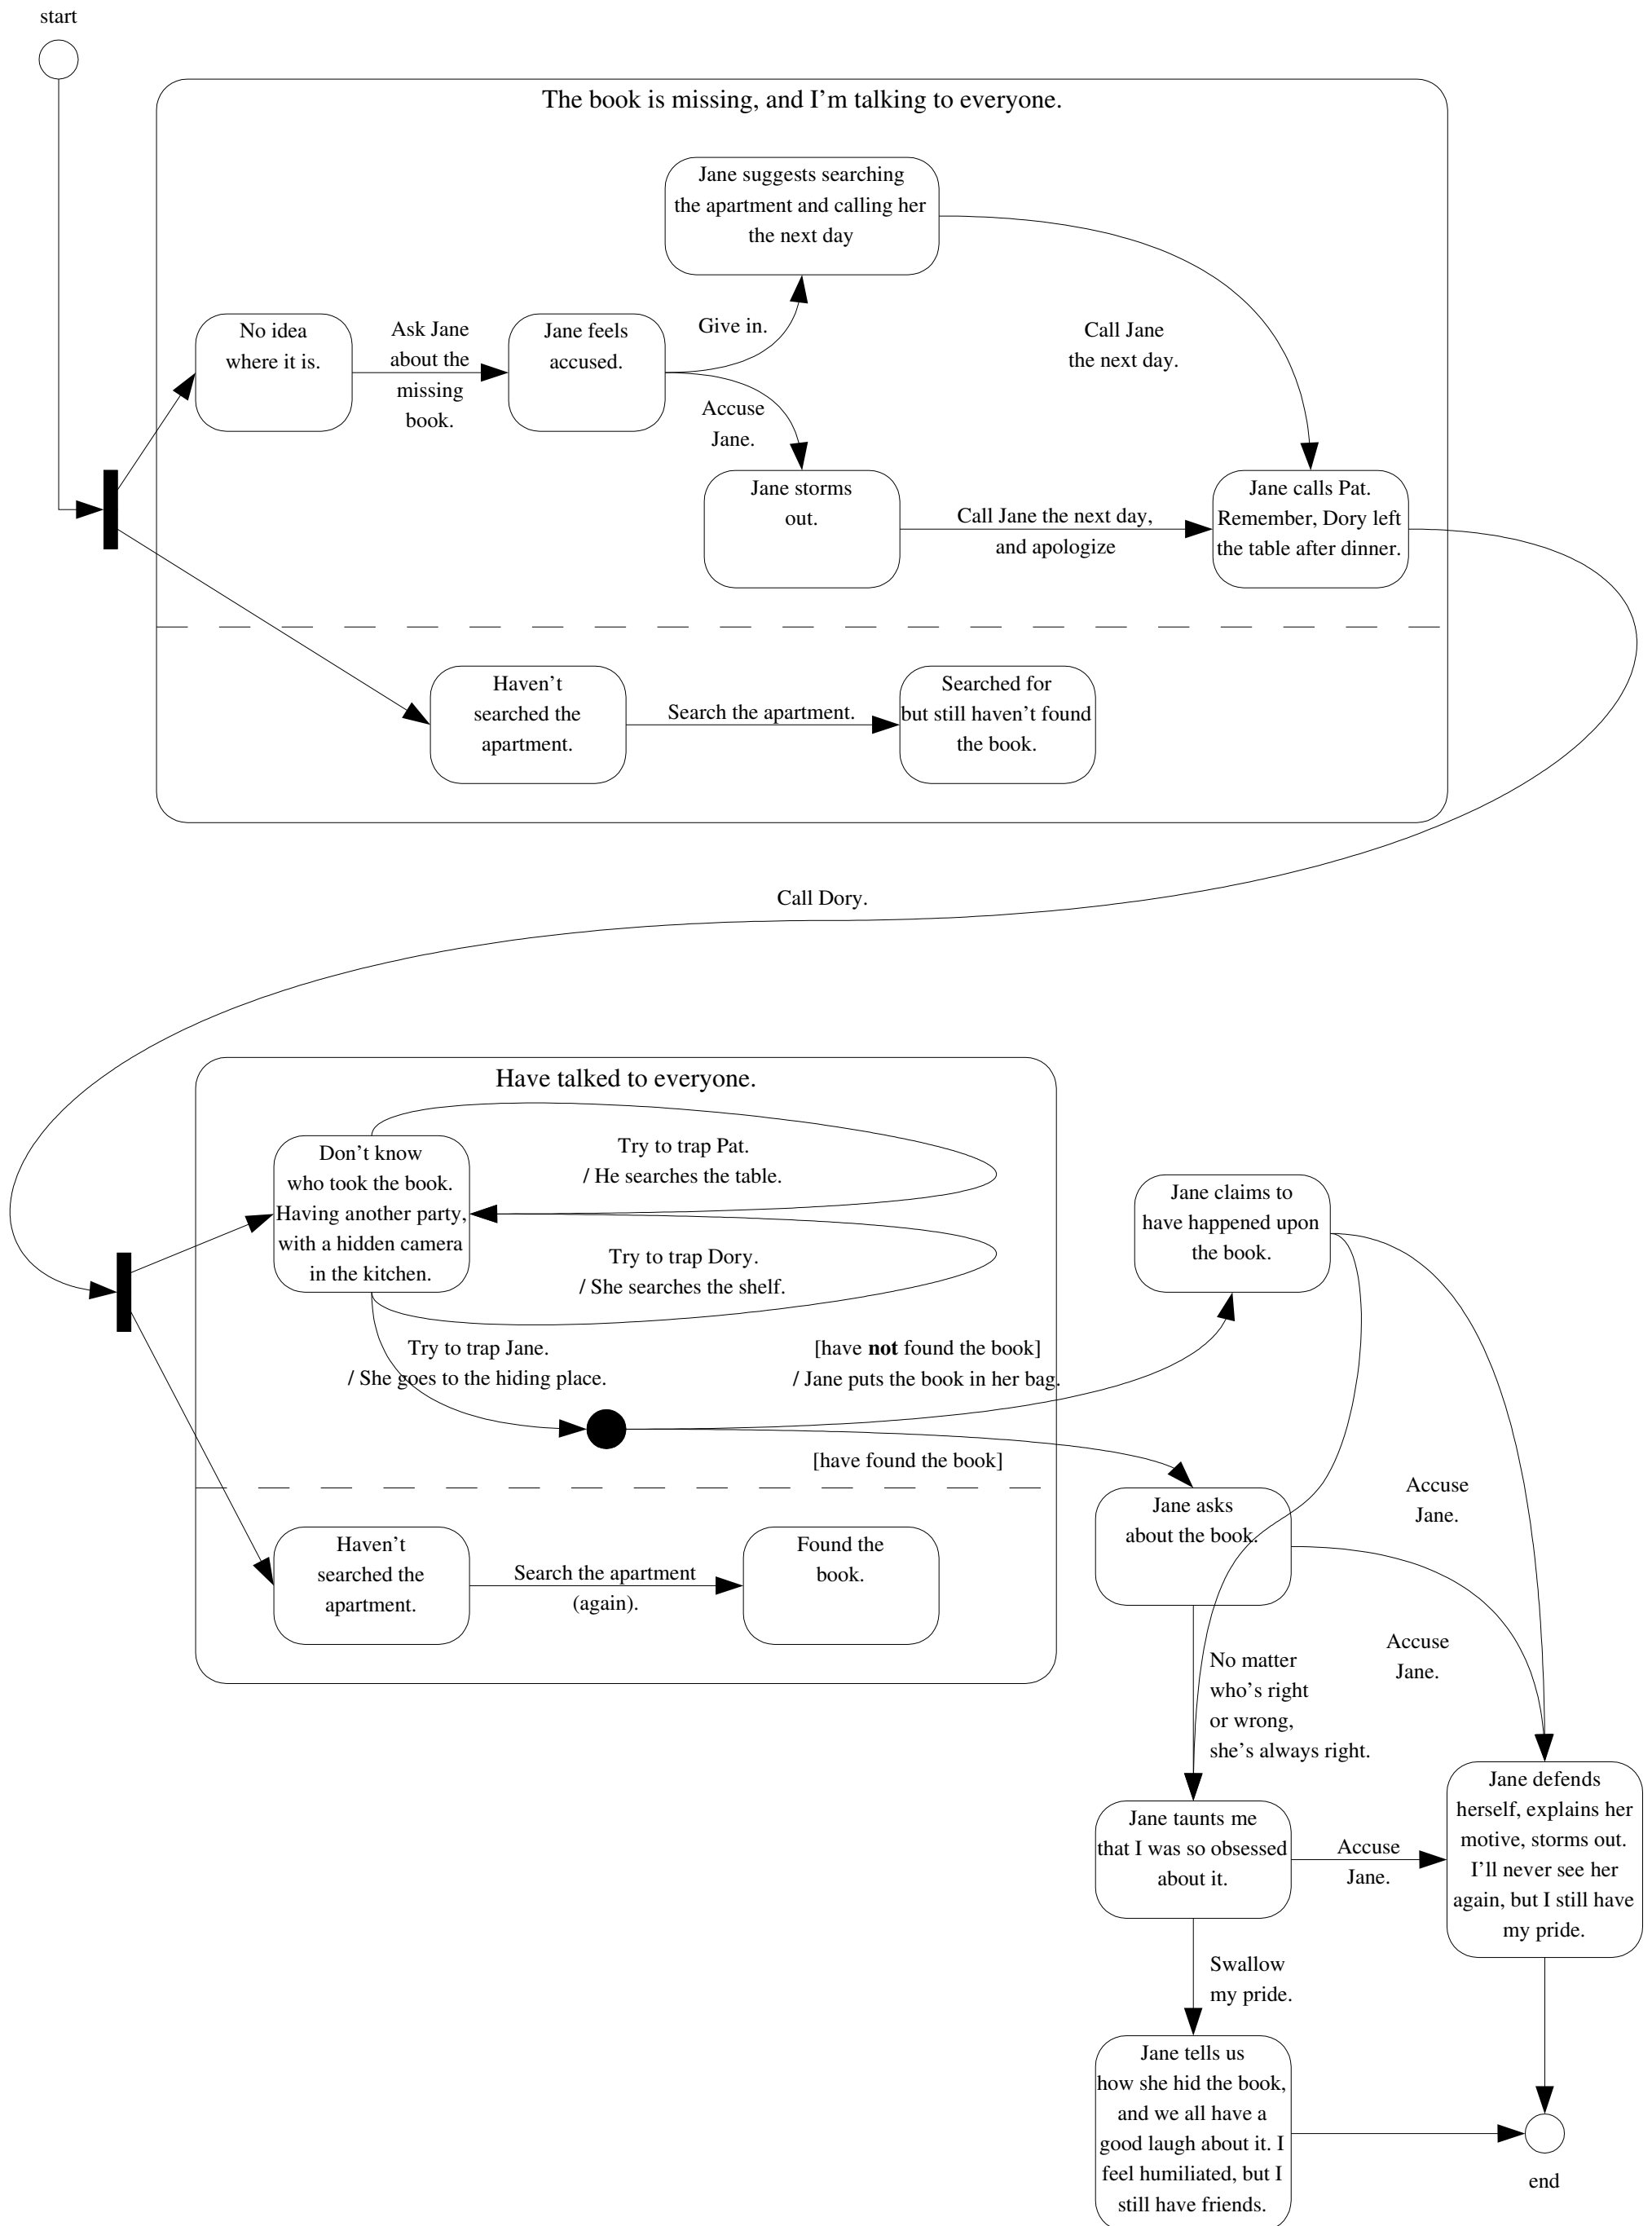 start
The book is missing, and I’m talking to everyone.
Jane suggests searching
the apartment and calling her
the next day
No idea
where it is.
Ask Jane
about the
missing
book.
Jane feels
accused.
Give in.
Call Jane
the next day.
Accuse
Jane.
Jane storms
out.
Call Jane the next day,
and apologize
Jane calls Pat.
Remember, Dory left
the table after dinner.
Haven’t
searched the
apartment.
Search the apartment.
Searched for
but still haven’t found
the book.
Call Dory.
Have talked to everyone.
Don’t know
who took the book.
Having another party,
with a hidden camera
in the kitchen.
Try to trap Pat.
/ He searches the table.
Try to trap Dory.
/ She searches the shelf.
Jane claims to
have happened upon
the book.
Try to trap Jane.
/ She goes to the hiding place.
[have not found the book]
/ Jane puts the book in her bag.
[have found the book]
Jane asks
about the book.
Accuse
Jane.
Haven’t
searched the
apartment.
Search the apartment
(again).
Found the
book.
No matter
who’s right
or wrong,
she’s always right.
Accuse
Jane.
Jane taunts me
that I was so obsessed
about it.
Accuse
Jane.
Jane defends
herself, explains her
motive, storms out.
I’ll never see her
again, but I still have
my pride.
Swallow
my pride.
Jane tells us
how she hid the book,
and we all have a
good laugh about it. I
feel humiliated, but I
still have friends.
end